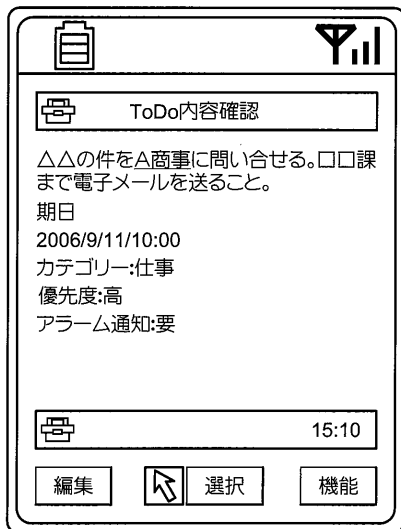 ToDo内容確認
△△の件をA商事に問い合せる。□□課
まで電子メールを送ること。
期日
2006/9/11/10:00
カテゴリー:仕事
優先度:高
アラーム通知:要
15:10
編集 選択 機能